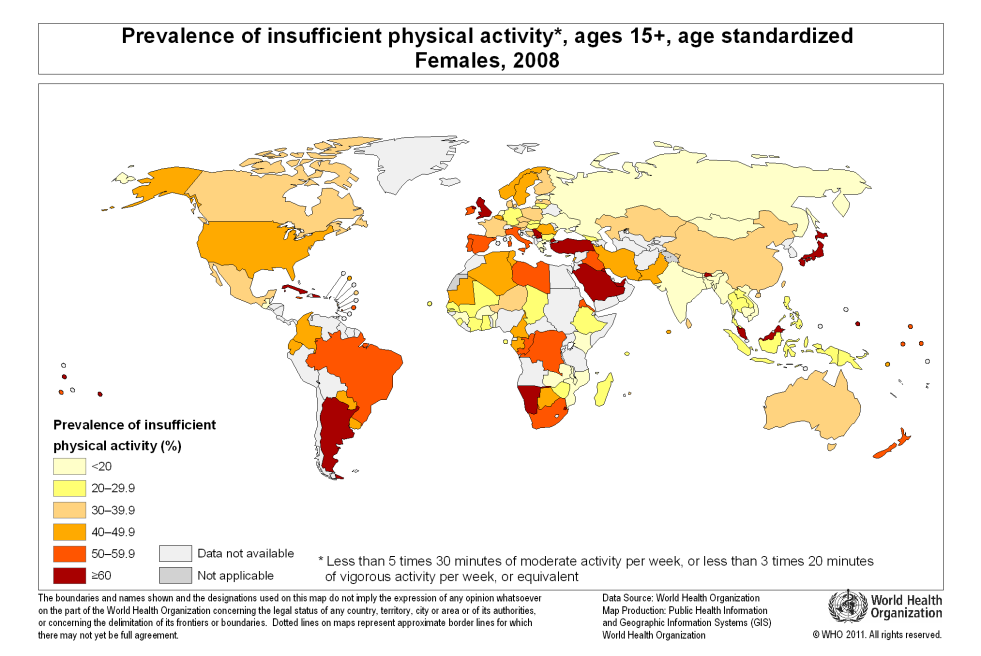 Prevalence of insufficient physical activity*, ages 15+, age standardized
Females, 2008
Prevalence of insufficient
physical activity (%)
<20
20–29.9
30–39.9
40–49.9
50–59.9
≥60
Data not available
Not applicable
* Less than 5 times 30 minutes of moderate activity per week, or less than 3 times 20 minutes
of vigorous activity per week, or equivalent
The boundaries and names shown and the designations used on this map do not imply the expression of any opinion whatsoever
on the part of the World Health Organization concerning the legal status of any country, territory, city or area or of its authorities,
or concerning the delimitation of its frontiers or boundaries. Dotted lines on maps represent approximate border lines for which
there may not yet be full agreement.
Data Source: World Health Organization
Map Production: Public Health Information
and Geographic Information Systems (GIS)
World Health Organization
World Health
Organization
© WHO 2011. All rights reserved.